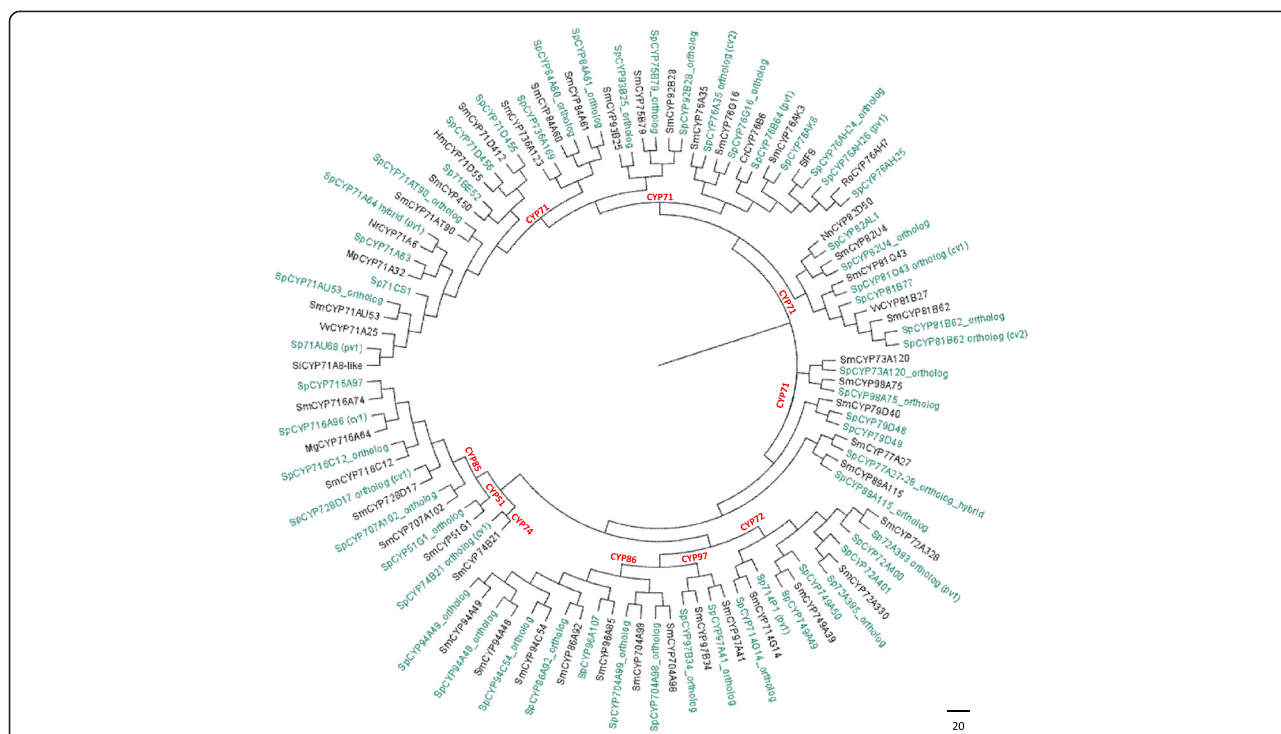 SpCYP84A61_ortholog
SpCYP84A60_ortholog
SmCYP84A61
SmCYP84A60
SpCYP736A169
SmCYP736A123
SpCYP71D455
SmCYP71D412
SpCYP71D456
HmCYP71D55
Sp71BE52
SmCYP450
SpCYP71AT90_ortholog
SmCYP71AT90
SpCYP71A64 hybrid (pv1)
NtCYP71A6
SpCYP71A63
MpCYP71A32
Sp71CS1
SpCYP71AU53_ortholog
SmCYP71AU53
VvCYP71A25
Sp71AU68 (pv1)
SiCYP71A8-like
SpCYP716A97
SmCYP716A74
SpCYP716A96 (cv1)
MgCYP716A64
SpCYP716C12_ortholog
SmCYP716C12
SpCYP728D17 ortholog (cv1)
SmCYP728D17
SpCYP707A102_ortholog
SmCYP707A102
SpCYP51G1_ortholog
SmCYP51G1
SpCYP74B21 ortholog (cv1)
SmCYP74B21
SpCYP94A49_ortholog
SmCYP94A49
SpCYP94A48_ortholog
SmCYP94A48
SpCYP94C54_ortholog
SmCYP94C54
SpCYP86A92_ortholog
SmCYP86A92
SpCYP96A107
SmCYP96A85
SpCYP704A99_ortholog
SmCYP704A99
SpCYP704A98_ortholog
SmCYP704A98
SpCYP97B34_ortholog
SmCYP97B34
SpCYP97A41_ortholog
SmCYP97A41
SpCYP714G14_ortholog
SmCYP714G14
Sp714P1 (pv1)
SpCYP749A49
SmCYP749A39
SpCYP749A50
Sp72A395_ortholog
SmCYP72A330
SpCYP72A401
SpCYP72A400
Sp72A393 ortholog (pv1)
SmCYP72A328
SpCYP89A115_ortholog
SmCYP89A115
SpCYP77A27-28_ortholog_hybrid
SmCYP77A27
SpCYP79D49
SpCYP79D48
SmCYP79D40
SpCYP98A75_ortholog
SmCYP98A75
SpCYP73A120_ortholog
SmCYP73A120
SpCYP81B62 ortholog (cv2)
SpCYP81B62_ortholog
SmCYP81B62
VvCYP81B27
SpCYP81B77
SpCYP81Q43 ortholog (cv1)
SmCYP81Q43
SpCYP82U4_ortholog
SmCYP82U4
SpCYP82AL1
NnCYP82D50
SpCYP76AH25
RoCYP76AH7
SpCYP76AH26 (pv1)
SpCYP76AH24_ortholog
SfFS
SpCYP76AK6
SmCYP76AK3
SpCYP76B64 (pv1)
CrCYP76B6
SpCYP76G16_ortholog
SmCYP76G16
SpCYP76A35 ortholog (cv2)
SmCYP76A35
SpCYP92B28_ortholog
SmCYP92B28
SpCYP75B79_ortholog
SmCYP75B79
SpCYP93B25_ortholog
SmCYP93B25
CYP71
CYP71
CYP71
CYP71
CYP85
CYP51
CYP74
CYP72
CYP86
CYP97
20